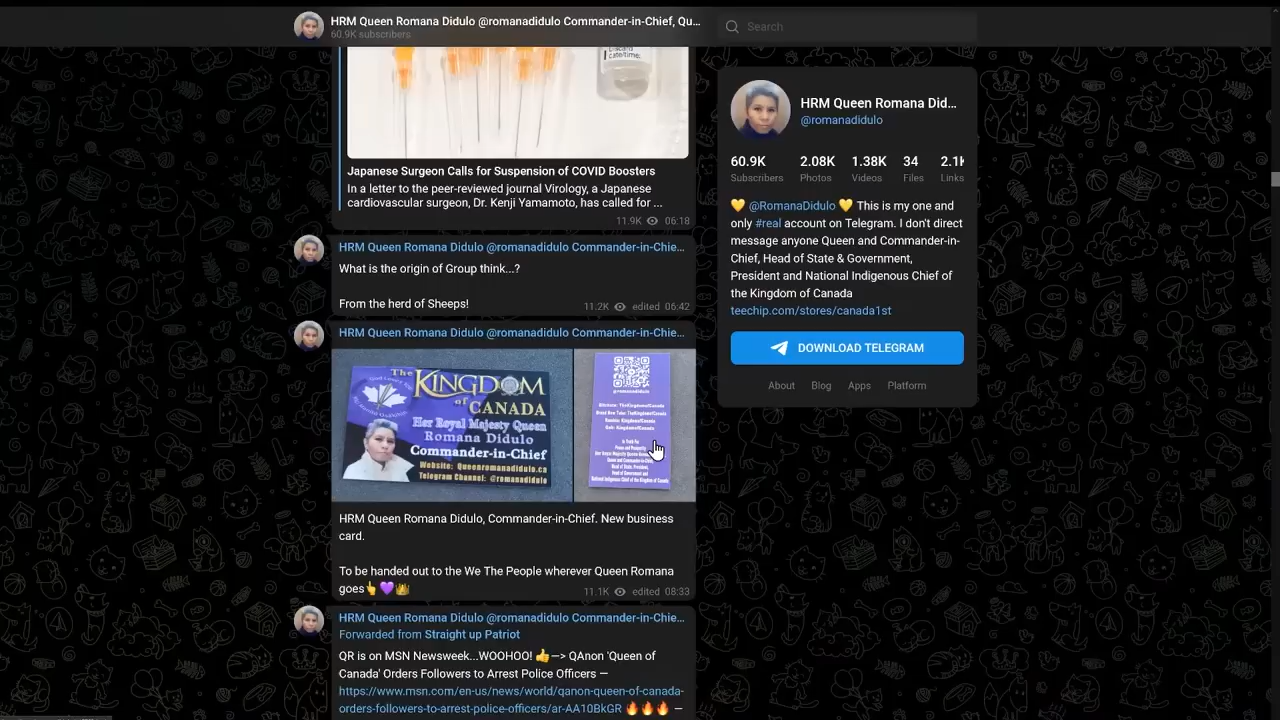 HRM Queen Romana Didulo @romanadidulo Commander-in-Chief, Qu...
60.9K subscribers
Search
Discard
date/time:
Japanese Surgeon Calls for Suspension of COVID Boosters
In a letter to the peer-reviewed journal Virology, a Japanese
cardiovascular surgeon, Dr. Kenji Yamamoto, has called for ...
11.9K 06:18
HRM Queen Romana Didulo @romanadidulo Commander-in-Chie...
What is the origin of Group think...?
From the herd of Sheeps!
11.2K edited 06:42
HRM Queen Romana Didulo @romanadidulo Commander-in-Chie...
The KINGDOM
of CANADA
Her Royal Majesty Queen
Romana Didulo
Commander-in-Chief
Website: Queenromanadidulo.ca
Telegram Channel: @romanadidulo
@romanadidulo
HRM Queen Romana Didulo, Commander-in-Chief. New business
card.
To be handed out to the We The People wherever Queen Romana
goes👆💜👑
11.1K edited 08:33
HRM Queen Romana Didulo @romanadidulo Commander-in-Chie...
Forwarded from Straight up Patriot
QR is on MSN Newsweek...WOOHOO! 👍—> QAnon 'Queen of
Canada' Orders Followers to Arrest Police Officers —
https://www.msn.com/en-us/news/world/qanon-queen-of-canada-
orders-followers-to-arrest-police-officers/ar-AA10BkGR 🔥🔥🔥 —
HRM Queen Romana Did...
@romanadidulo
60.9K 2.08K 1.38K 34 2.1K
Subscribers Photos Videos Files Links
💛 @RomanaDidulo 💛 This is my one and
only #real account on Telegram. I don't direct
message anyone Queen and Commander-in-
Chief, Head of State & Government,
President and National Indigenous Chief of
the Kingdom of Canada
teechip.com/stores/canada1st
DOWNLOAD TELEGRAM
About Blog Apps Platform